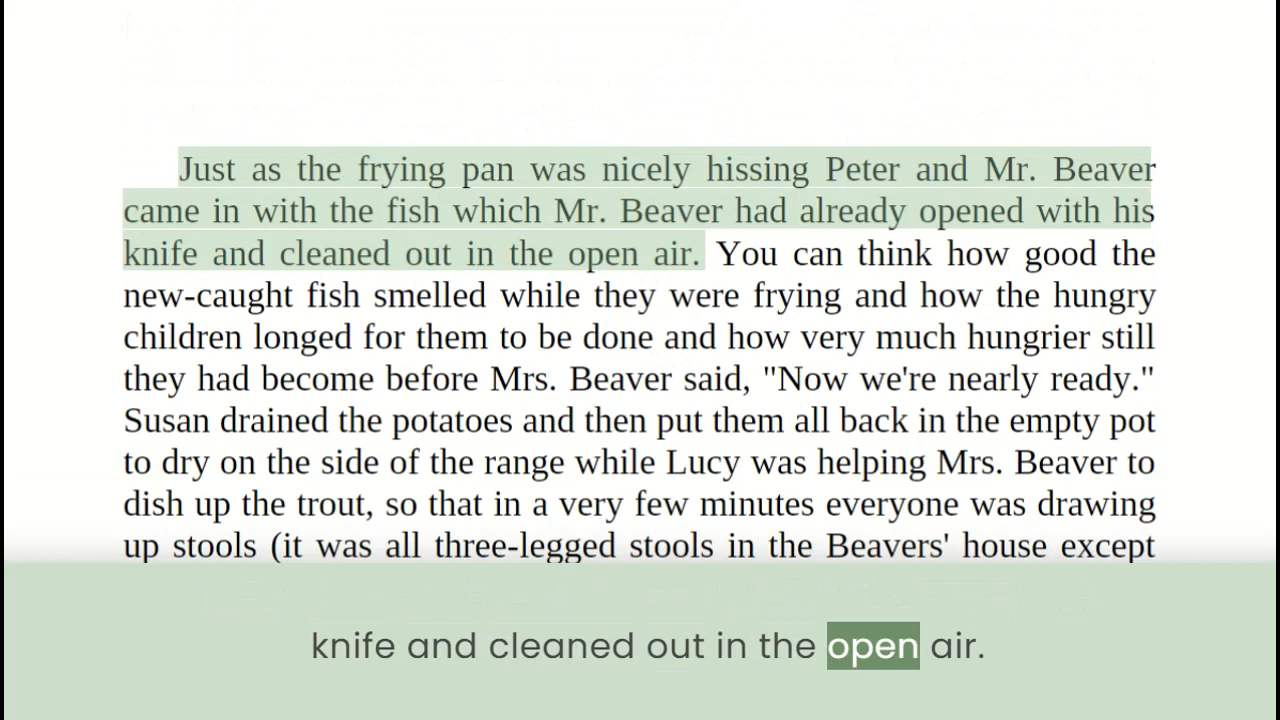 Just as the frying pan was nicely hissing Peter and Mr. Beaver
came in with the fish which Mr. Beaver had already opened with his
knife and cleaned out in the open air. You can think how good the
new-caught fish smelled while they were frying and how the hungry
children longed for them to be done and how very much hungrier still
they had become before Mrs. Beaver said, "Now we're nearly ready."
Susan drained the potatoes and then put them all back in the empty pot
to dry on the side of the range while Lucy was helping Mrs. Beaver to
dish up the trout, so that in a very few minutes everyone was drawing
up stools (it was all three-legged stools in the Beavers' house except
knife and cleaned out in the open air.